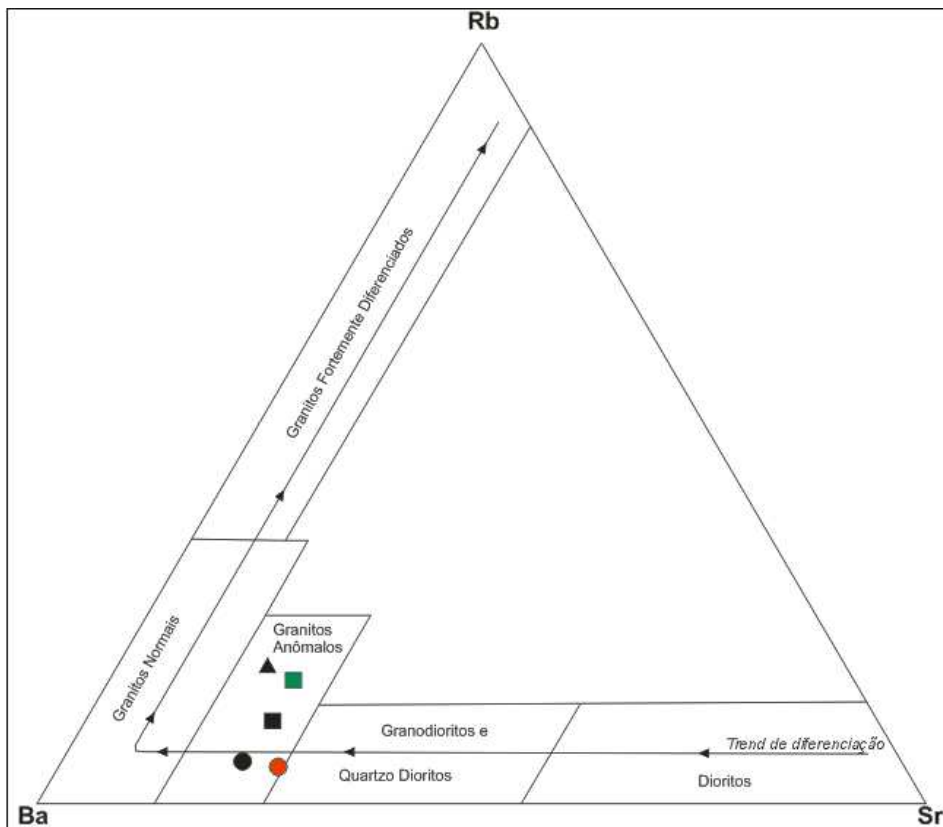 Rb
Granitos Fortemente Diferenciados
Granitos Normais
Granitos
Anômalos
Granodioritos e
Quartzo Dioritos
Trend de diferenciação
Dioritos
Ba
Sr